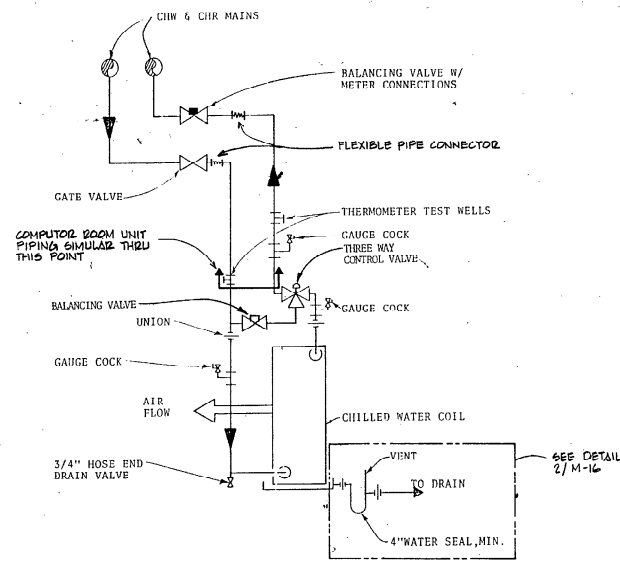 CHW & CHR MAINS
BALANCING VALVE W/
METER CONNECTIONS
FLEXIBLE PIPE CONNECTOR
GATE VALVE
THERMOMETER TEST WELLS
COMPUTOR ROOM UNIT
PIPING SIMULAR THRU
THIS POINT
GAUGE COCK
THREE WAY
CONTROL VALVE
BALANCING VALVE
GAUGE COCK
UNION
GAUGE COCK
AIR
FLOW
CHILLED WATER COIL
3/4" HOSE END
DRAIN VALVE
VENT
TO DRAIN
4"WATER SEAL,MIN.
SEE DETAIL
2/M-16